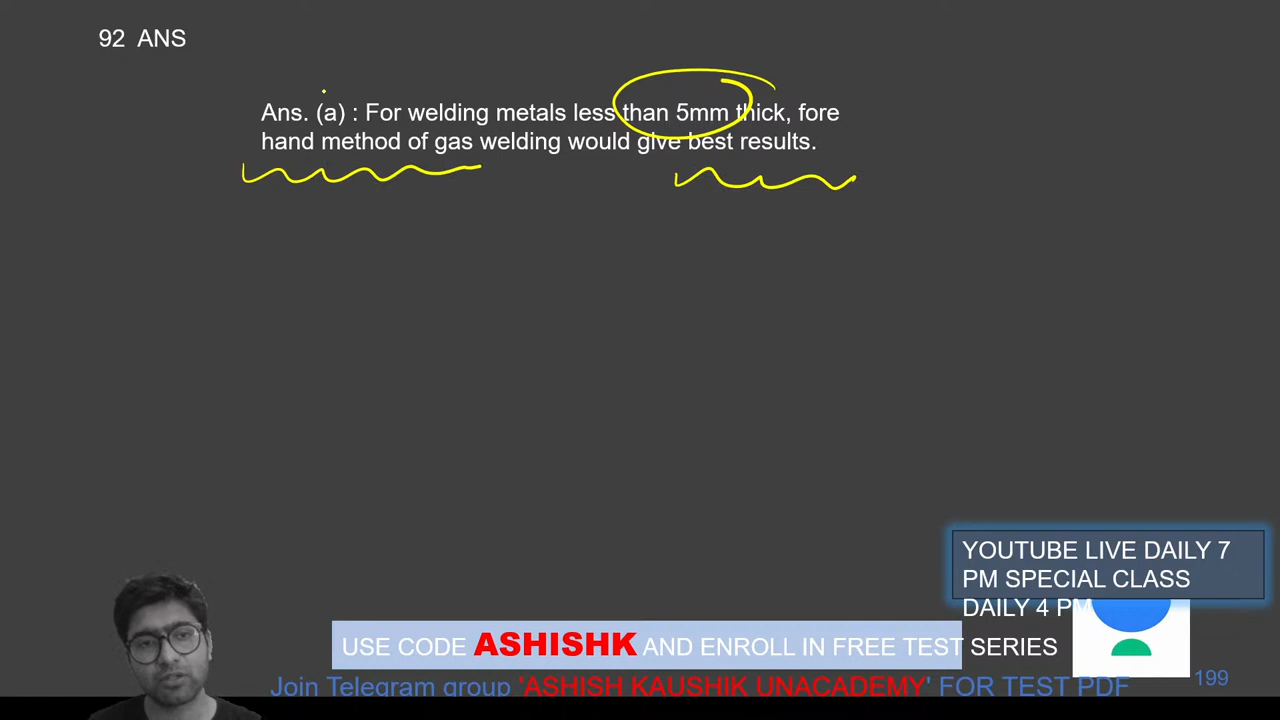 92 ANS
Ans. (a) : For welding metals less than 5mm thick, fore
hand method of gas welding would give best results.
YOUTUBE LIVE DAILY 7
PM SPECIAL CLASS
DAILY 4 PM
USE CODE ASHISHK AND ENROLL IN FREE TEST SERIES
Join Telegram group 'ASHISH KAUSHIK UNACADEMY' FOR TEST PDF
199